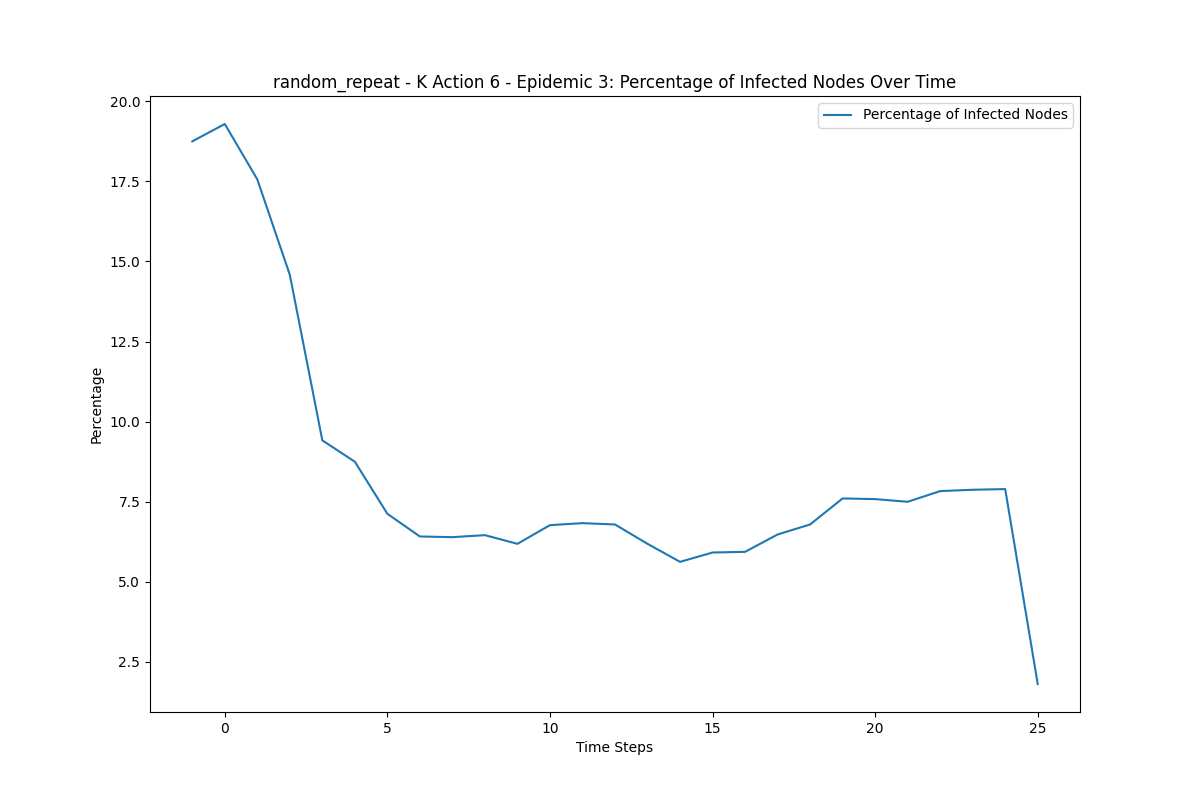 random_repeat - K Action 6 - Epidemic 3: Percentage of Infected Nodes Over Time
Percentage of Infected Nodes
20.0
17.5
15.0
12.5
10.0
7.5
5.0
2.5
Percentage
0 5 10 15 20 25
Time Steps